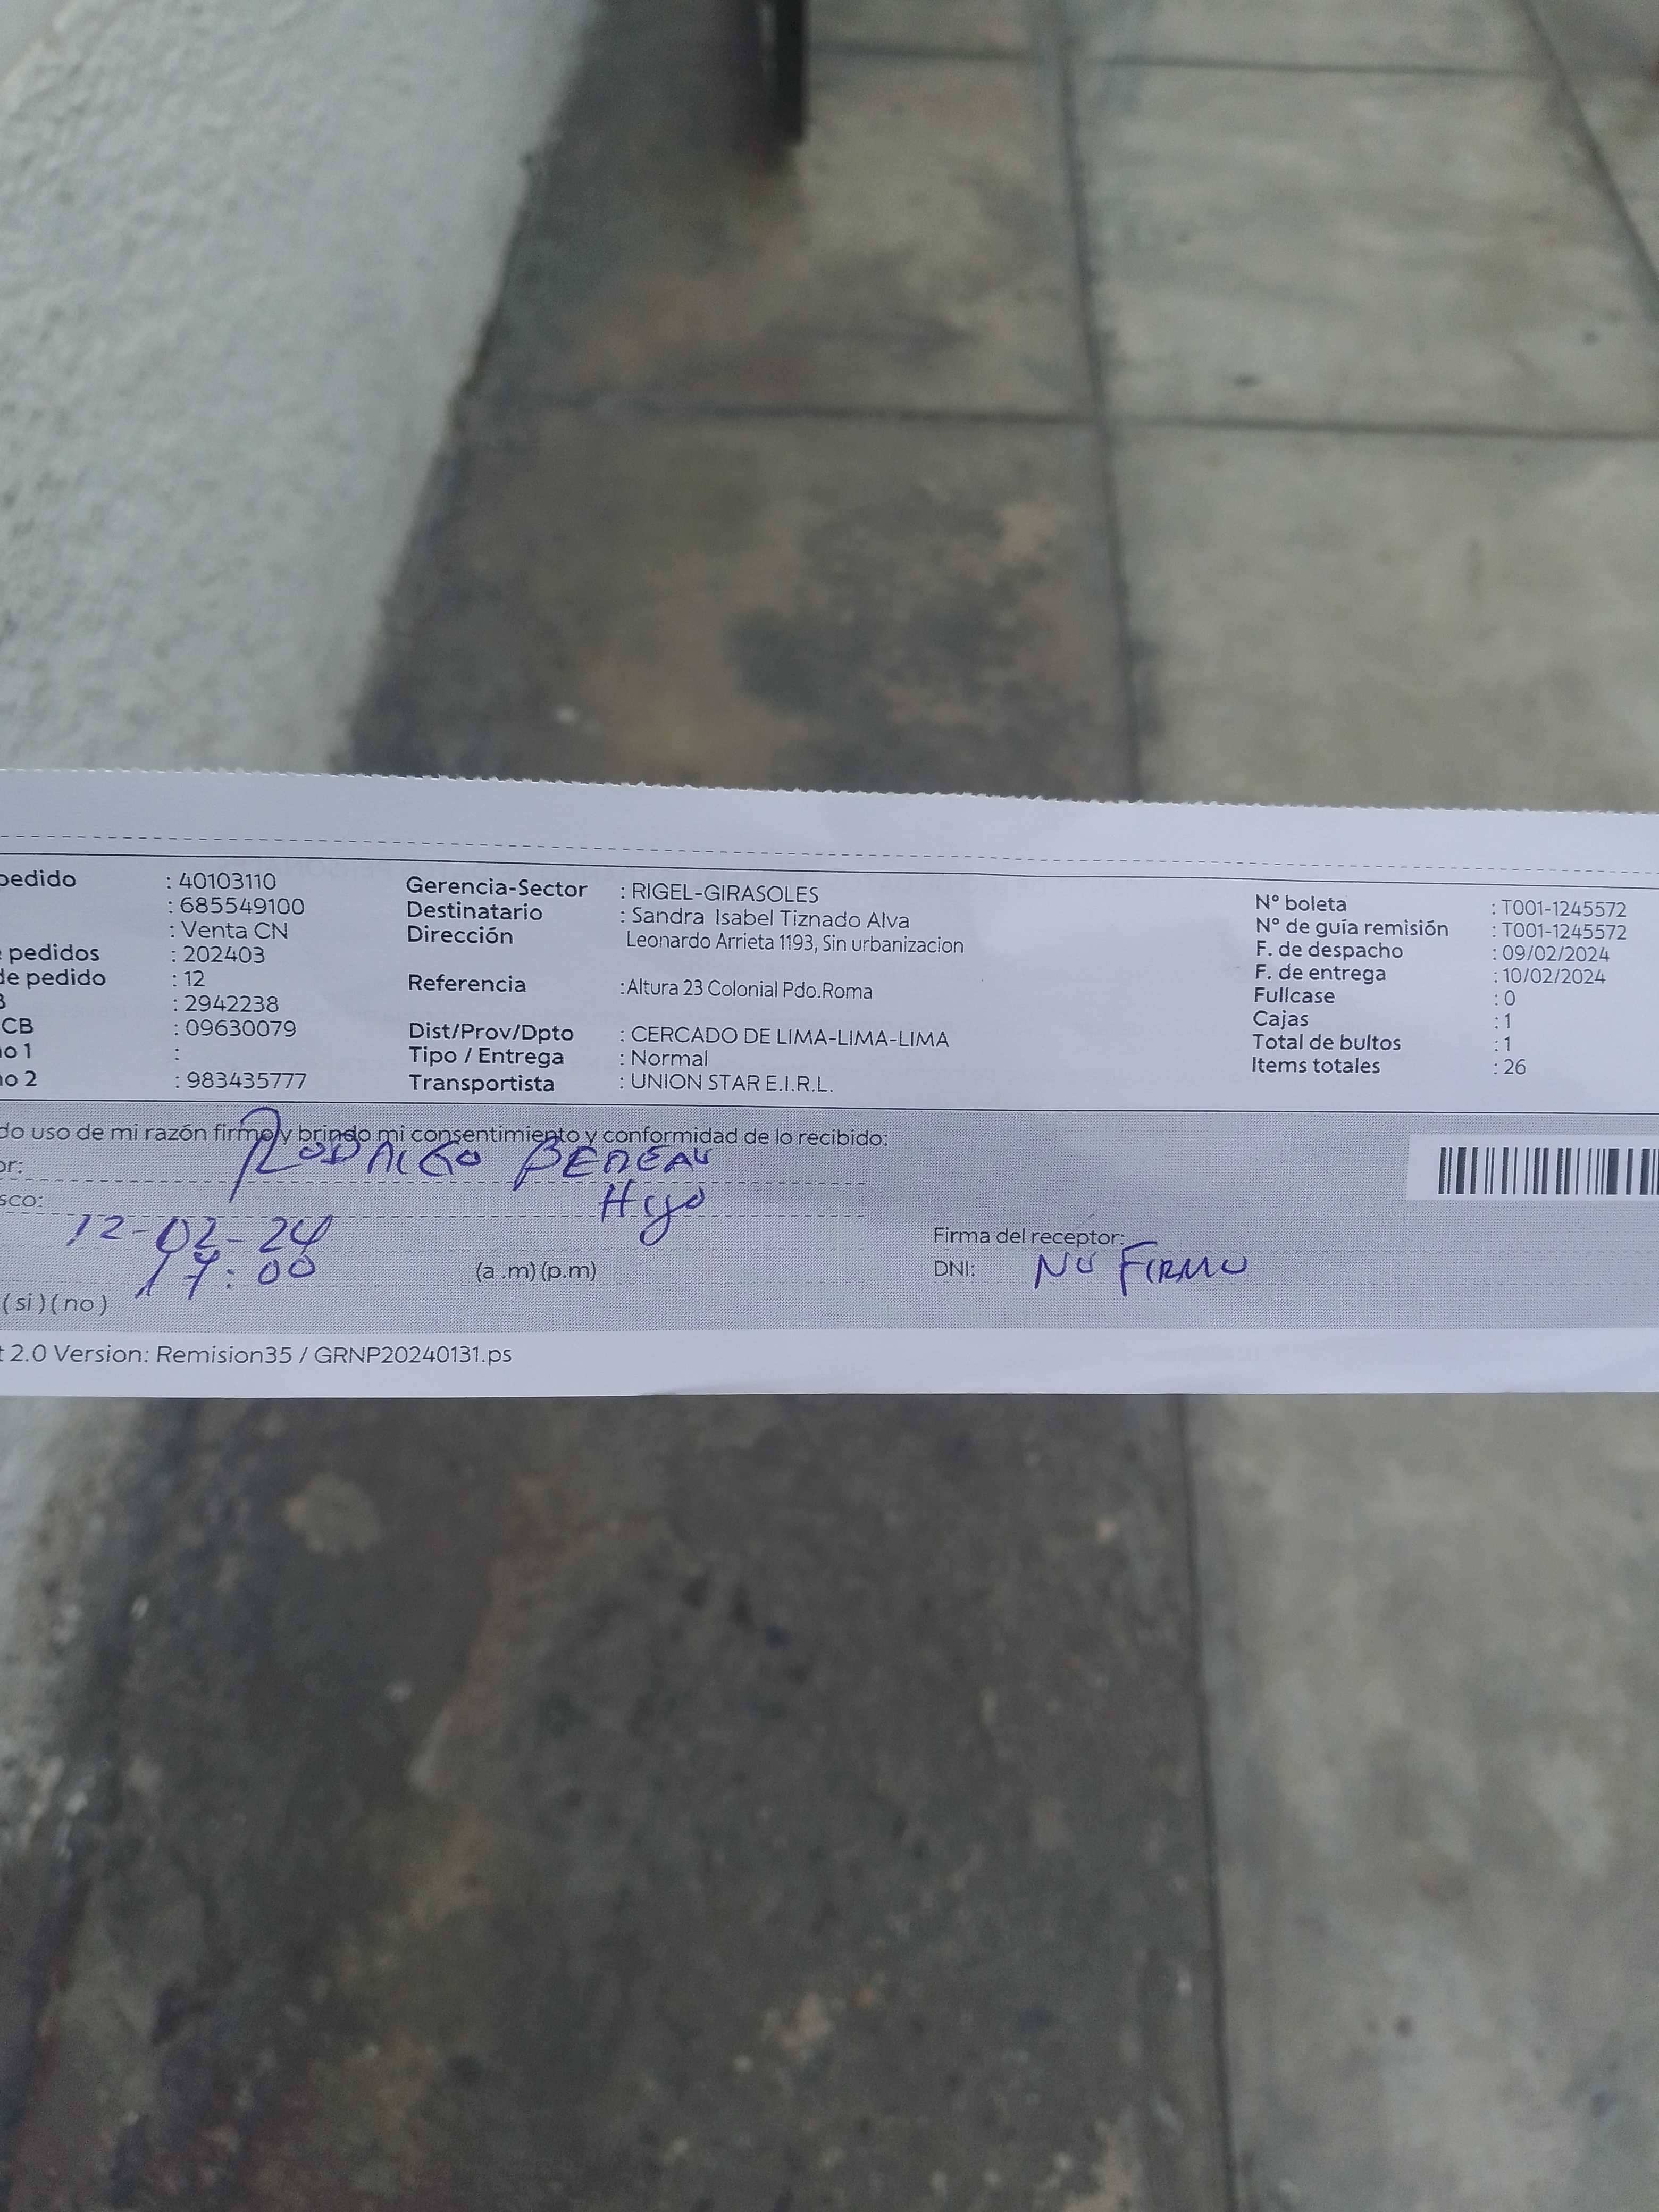 pedido : 40103110
: 685549100
: Venta CN
pedidos : 202403
de pedido : 12
: 2942238
CB : 09630079
no 1 :
no 2 : 983435777
Gerencia-Sector : RIGEL-GIRASOLES
Destinatario : Sandra Isabel Tiznado Alva
Dirección Leonardo Arrieta 1193, Sin urbanizacion
Referencia :Altura 23 Colonial Pdo.Roma
Dist/Prov/Dpto : CERCADO DE LIMA-LIMA-LIMA
Tipo / Entrega : Normal
Transportista : UNION STAR E.I.R.L.
N° boleta : T001-1245572
N° de guía remisión : T001-1245572
F. de despacho : 09/02/2024
F. de entrega : 10/02/2024
Fullcase : 0
Cajas : 1
Total de bultos : 1
Items totales : 26
do uso de mi razón firmo y brindo mi consentimiento y conformidad de lo recibido:
or: RODRIGO
sco: Hijo
12-02-24
17:00 (a .m) (p.m)
Firma del receptor:
DNI: NO FIRMO
( si ) ( no )
t 2.0 Version: Remision35 / GRNP20240131.ps